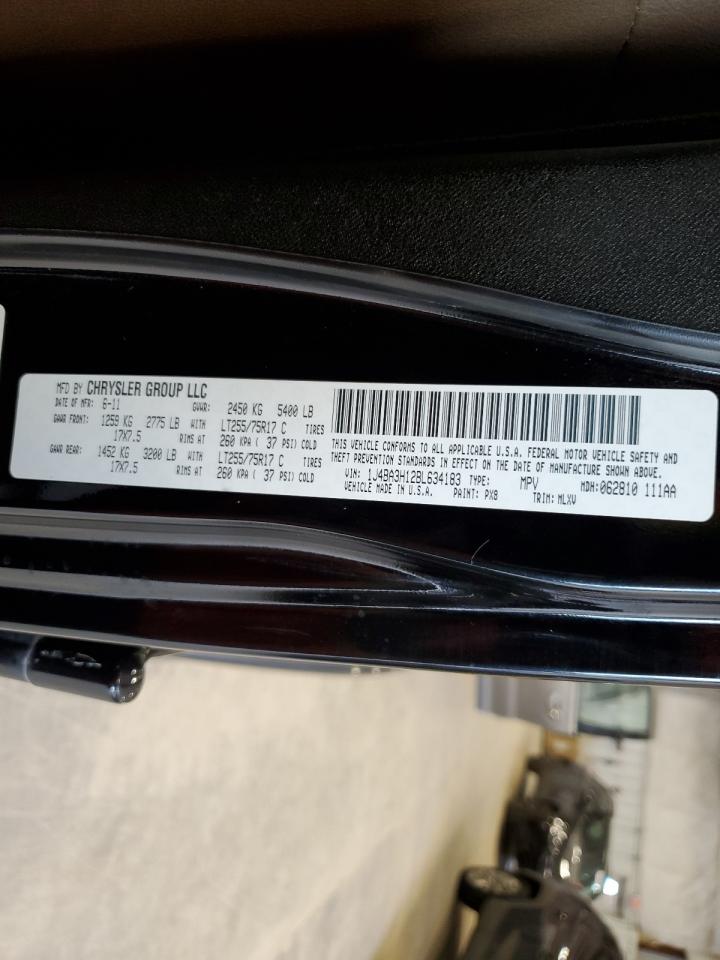 MFD BY CHRYSLER GROUP LLC
DATE OF MFR: 6-11 GVWR: 2450 KG 5400 LB
GAWR FRONT: 1259 KG 2775 LB WITH LT255/75R17 C TIRES
17X7.5 RIMS AT 260 KPA ( 37 PSI) COLD
GAWR REAR: 1452 KG 3200 LB WITH LT255/75R17 C TIRES
17X7.5 RIMS AT 260 KPA ( 37 PSI) COLD
THIS VEHICLE CONFORMS TO ALL APPLICABLE U.S.A. FEDERAL MOTOR VEHICLE SAFETY AND
THEFT PREVENTION STANDARDS IN EFFECT ON THE DATE OF MANUFACTURE SHOWN ABOVE.
VIN: 1J4BA3H12BL634183 TYPE: MPV MDH: 062810 111AA
VEHICLE MADE IN U.S.A. PAINT: PX8 TRIM: MLXV